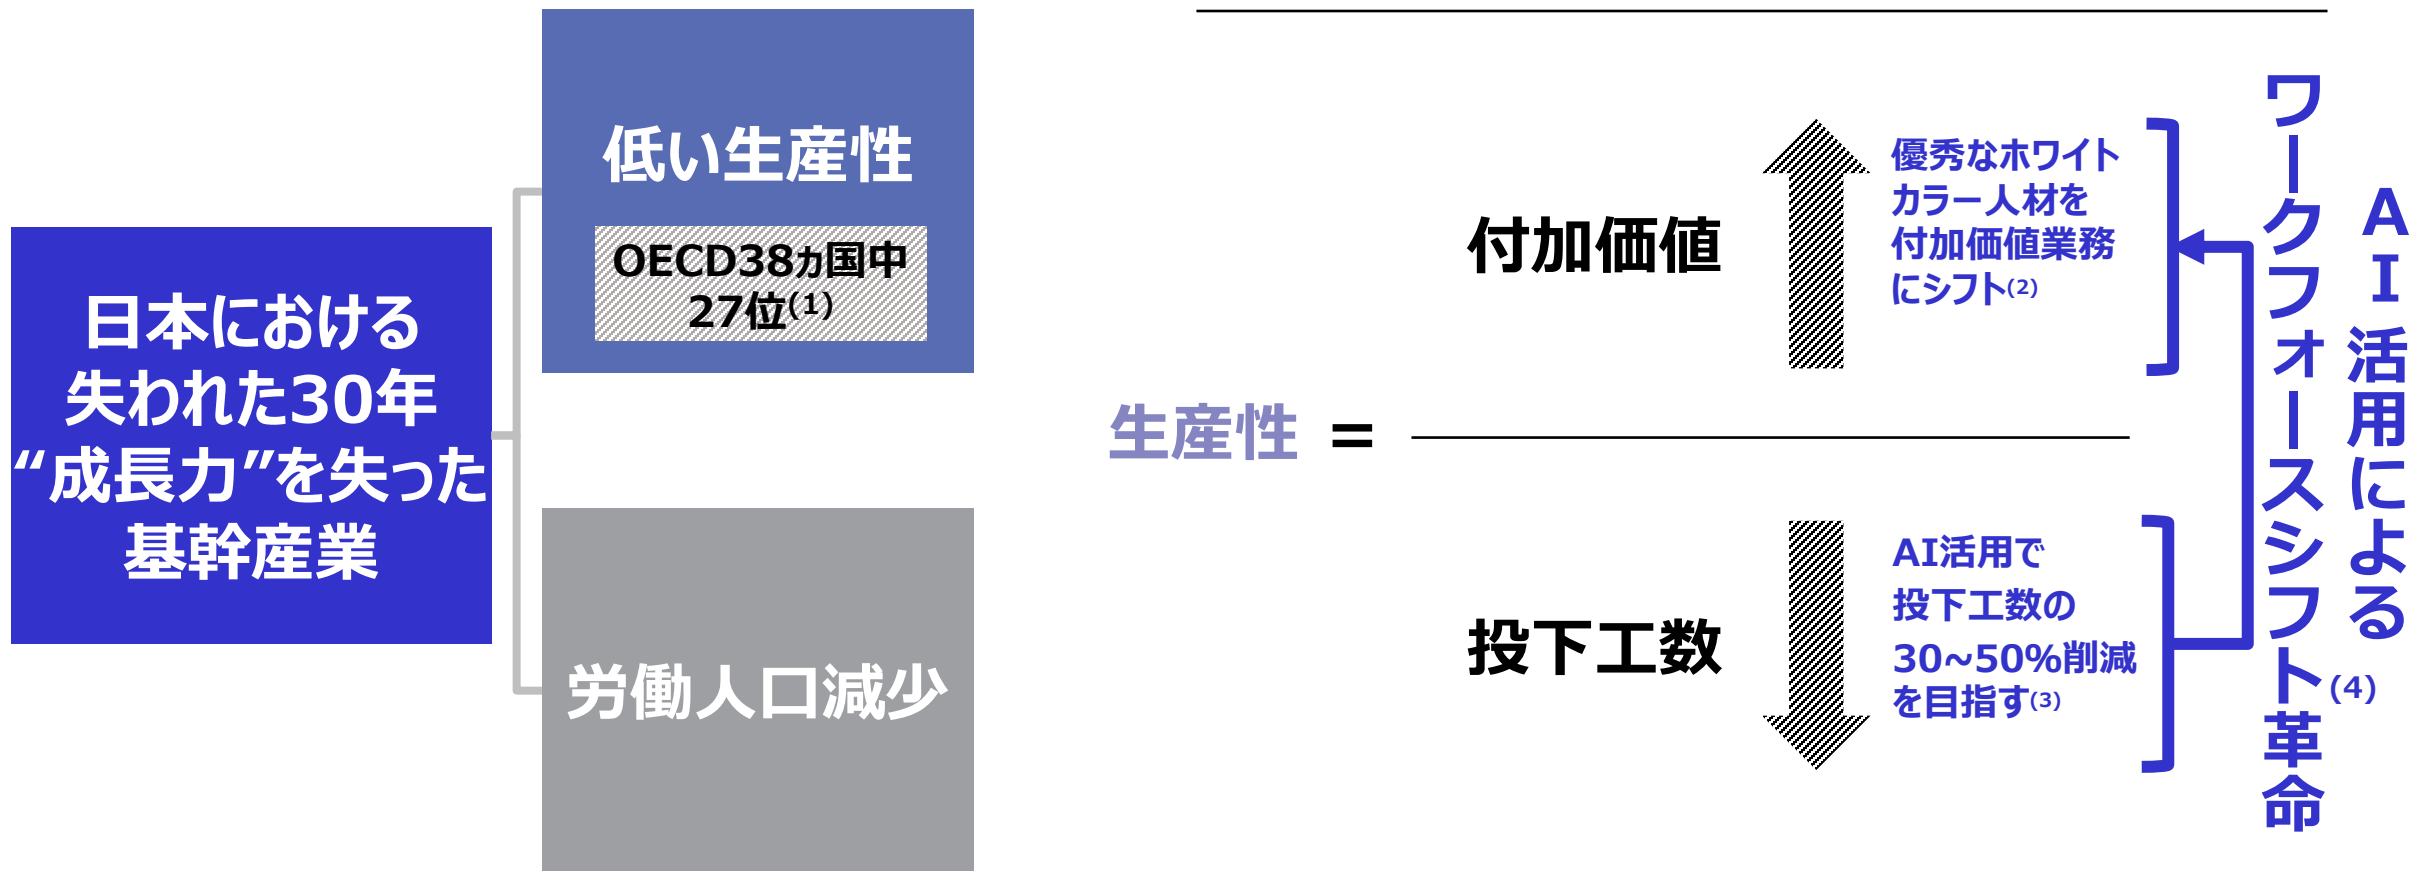 日本における
失われた30年
“成長力”を失った
基幹産業
低い生産性
OECD38ヵ国中
27位(1)
労働人口減少
生産性 =
付加価値
優秀なホワイト
カラー人材を
付加価値業務
にシフト(2)
投下工数
AI活用で
投下工数の
30~50%削減
を目指す(3)
AI活用による
ワークフォースシフト革命(4)